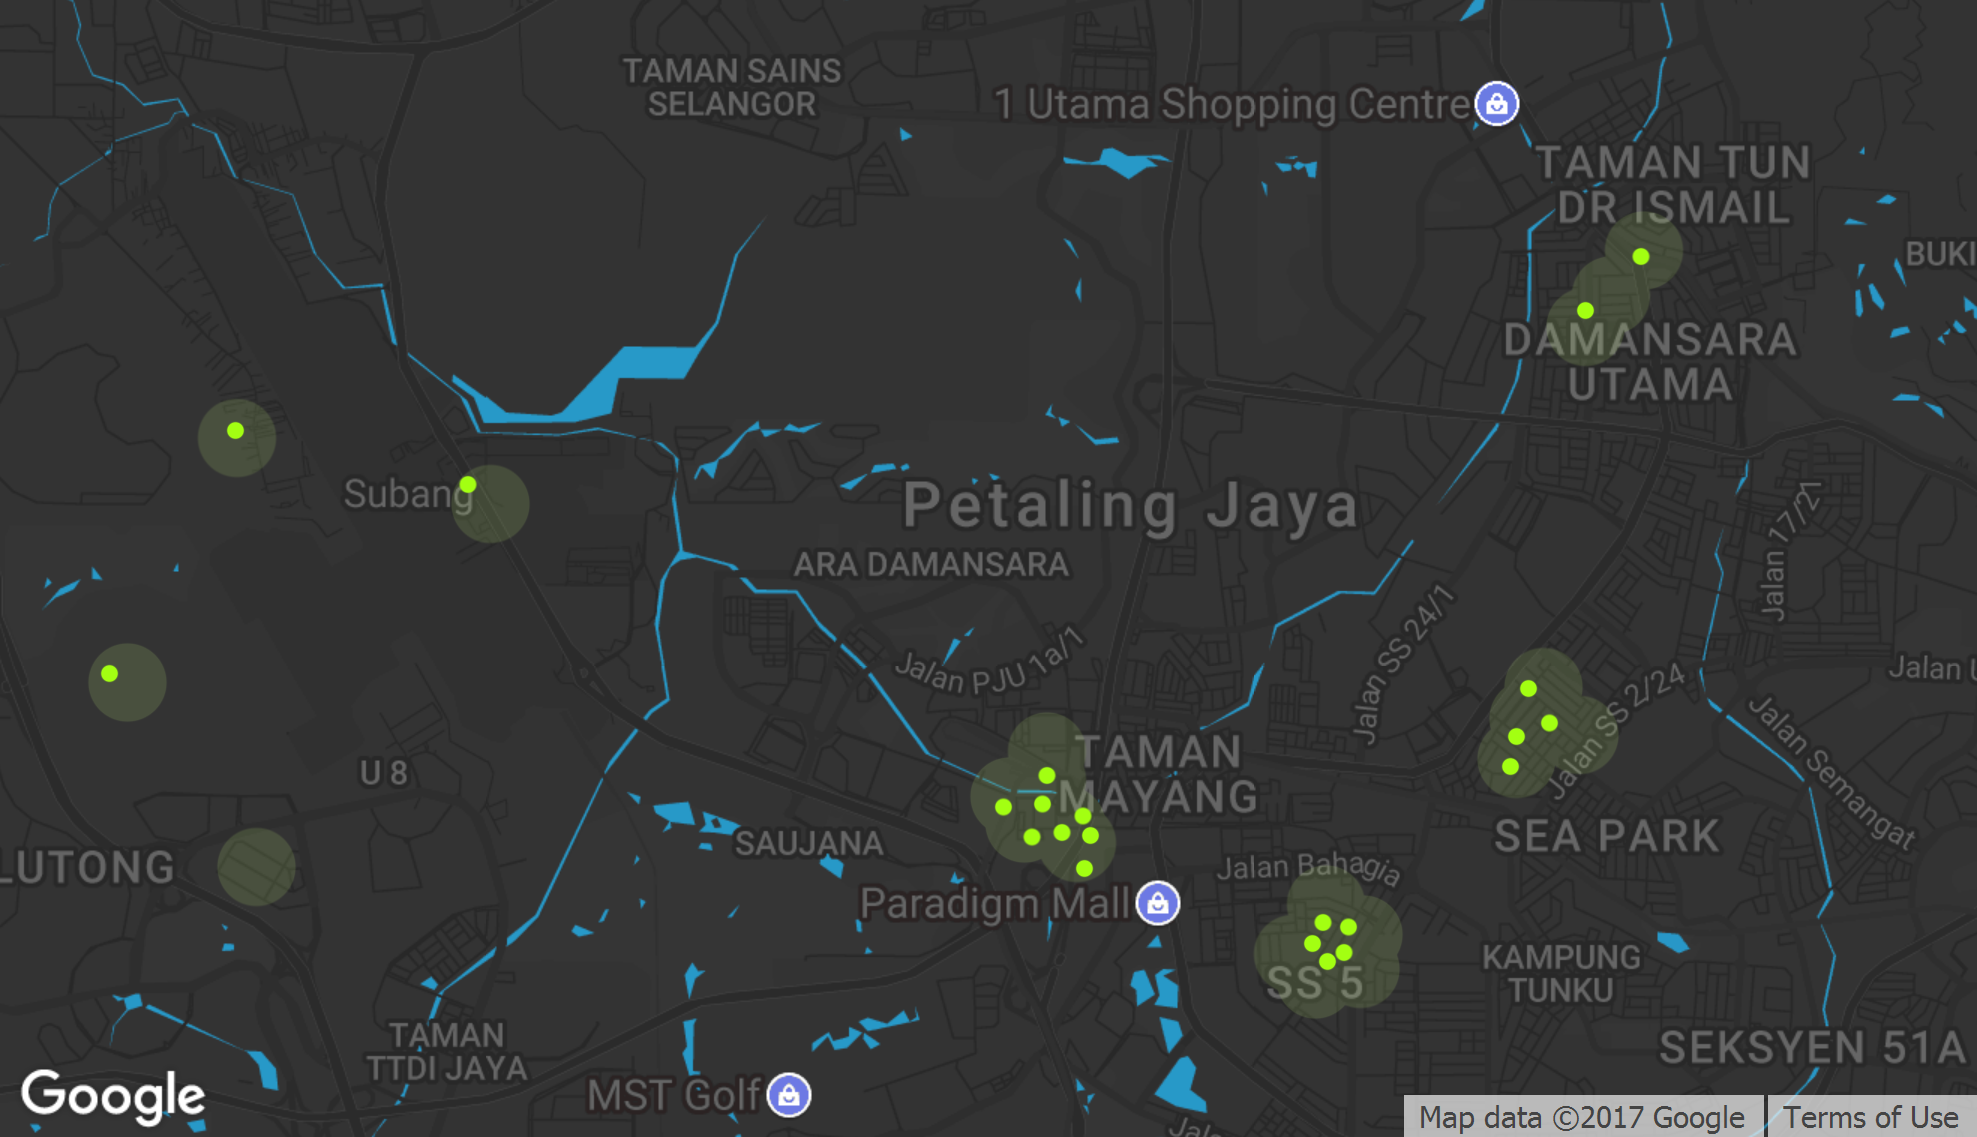 TAMAN SAINS
SELANGOR
1 Utama Shopping Centre
TAMAN TUN
DR ISMAIL
BUKI
DAMANSARA
UTAMA
Subang
Petaling Jaya
ARA DAMANSARA
Jalan 17/21
Jalan SS 24/1
Jalan PJU 1a/1
Jalan SS 2/24
Jalan U
Jalan Semangat
TAMAN
MAYANG
U 8
SAUJANA
SEA PARK
LUTONG
Jalan Bahagia
Paradigm Mall
SS 5
KAMPUNG
TUNKU
TAMAN
TTDI JAYA
SEKSYEN 51A
MST Golf
Google
Jala
Map data ©2017 Google
Terms of Use